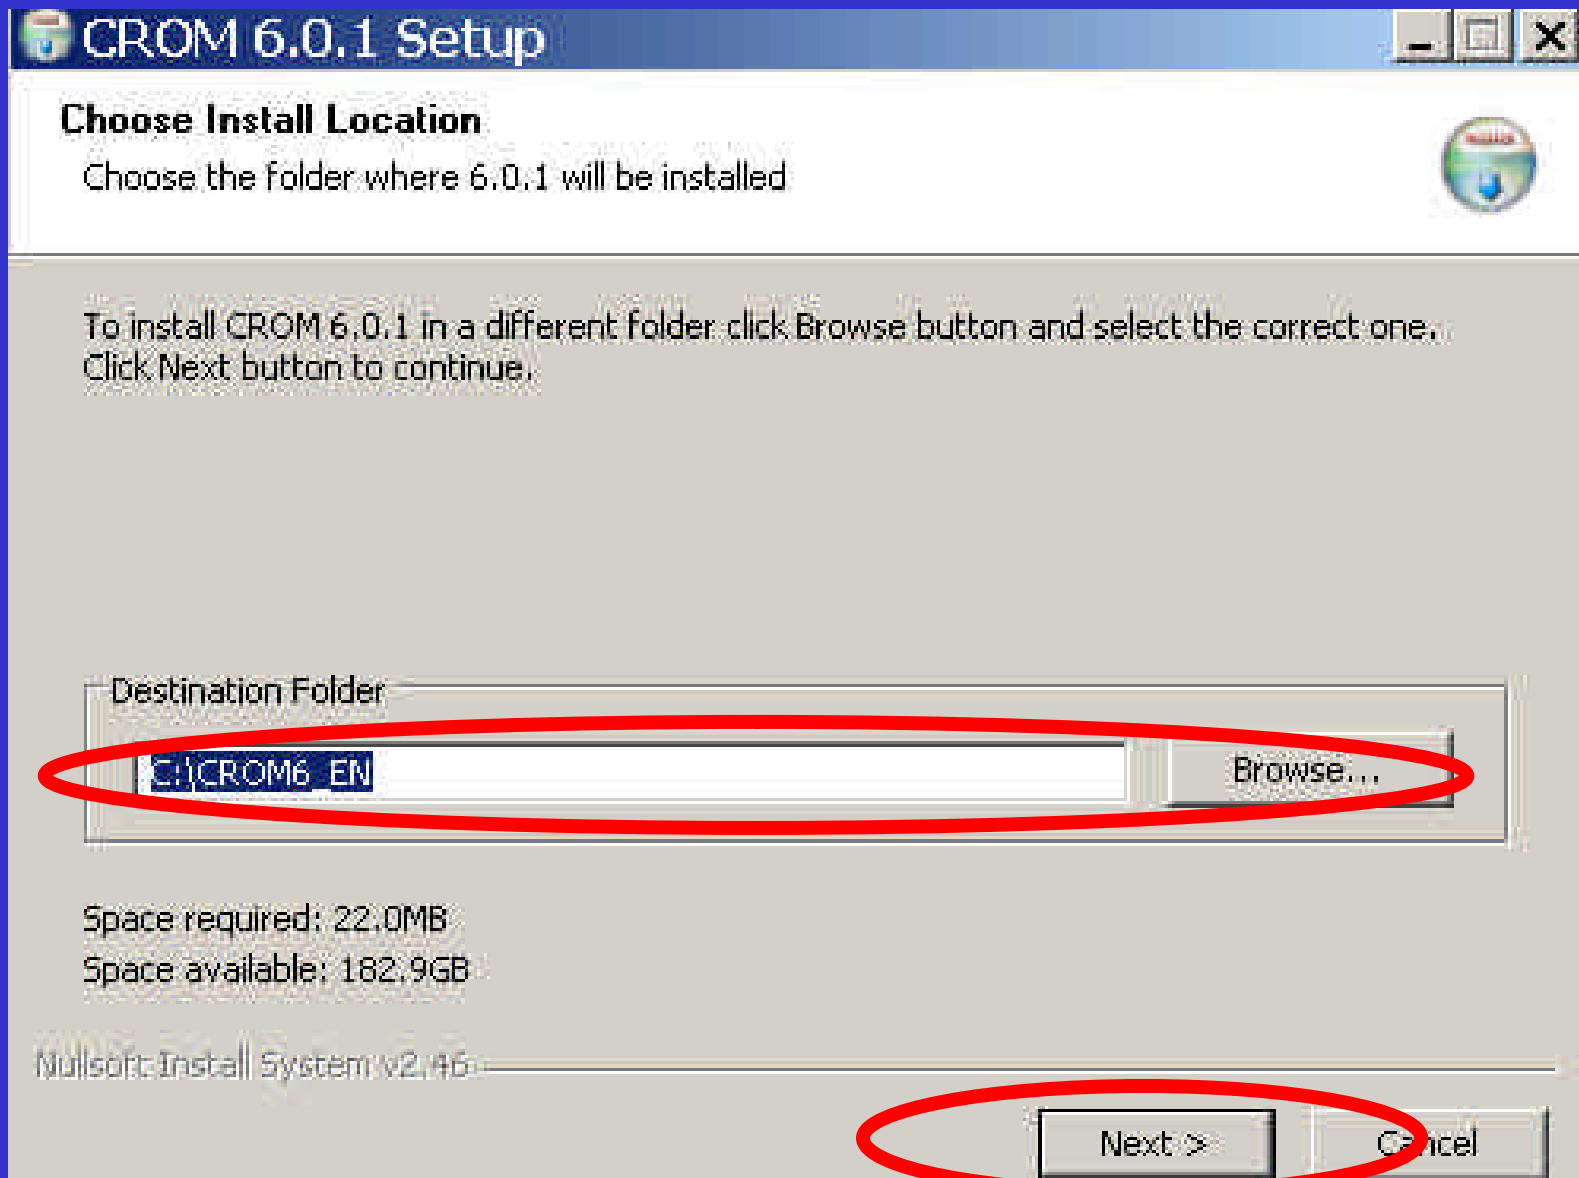 CROM 6.0.1 Setup
Choose Install Location
Choose the folder where 6.0.1 will be installed
To install CROM 6.0.1 in a different folder click Browse button and select the correct one.
Click Next button to continue.
Destination Folder
C:\CROM6_EN
Browse...
Space required: 22.0MB
Space available: 182.9GB
Nullsoft Install System v2.46
Next >
Cancel